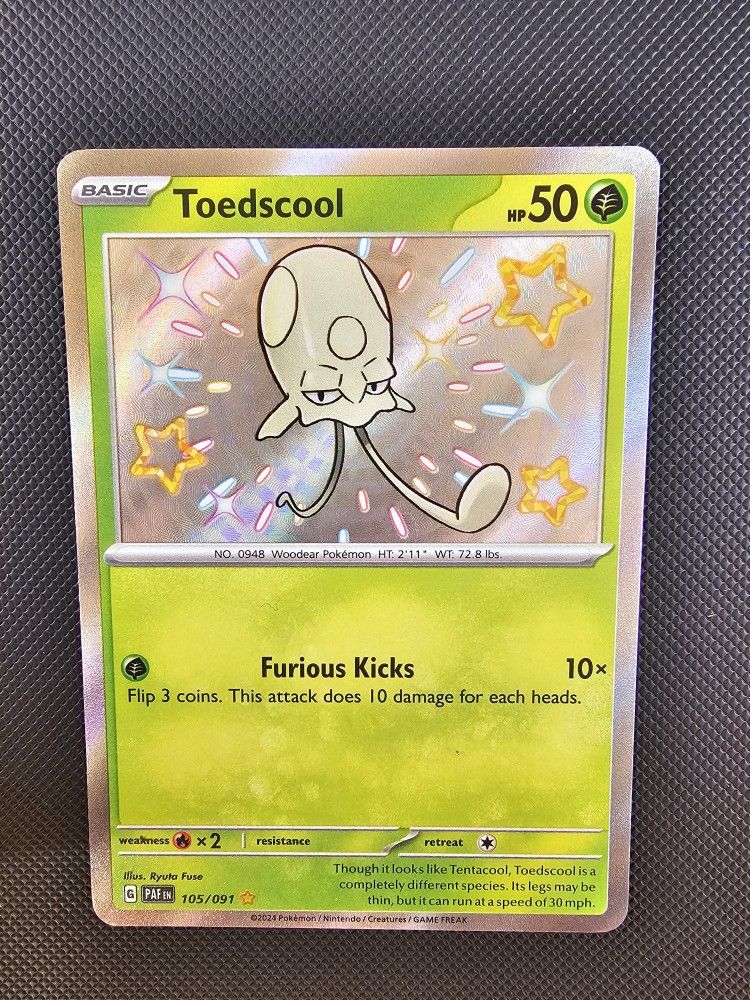 BASIC Toedscool HP 50
NO. 0948 Woodear Pokémon HT: 2'11" WT: 72.8 lbs.
Furious Kicks 10×
Flip 3 coins. This attack does 10 damage for each heads.
weakness ×2 resistance retreat
Illus. Ryuta Fuse
Though it looks like Tentacool, Toedscool is a
completely different species. Its legs may be
thin, but it can run at a speed of 30 mph.
G PAF EN 105/091
©2024 Pokémon / Nintendo / Creatures / GAME FREAK